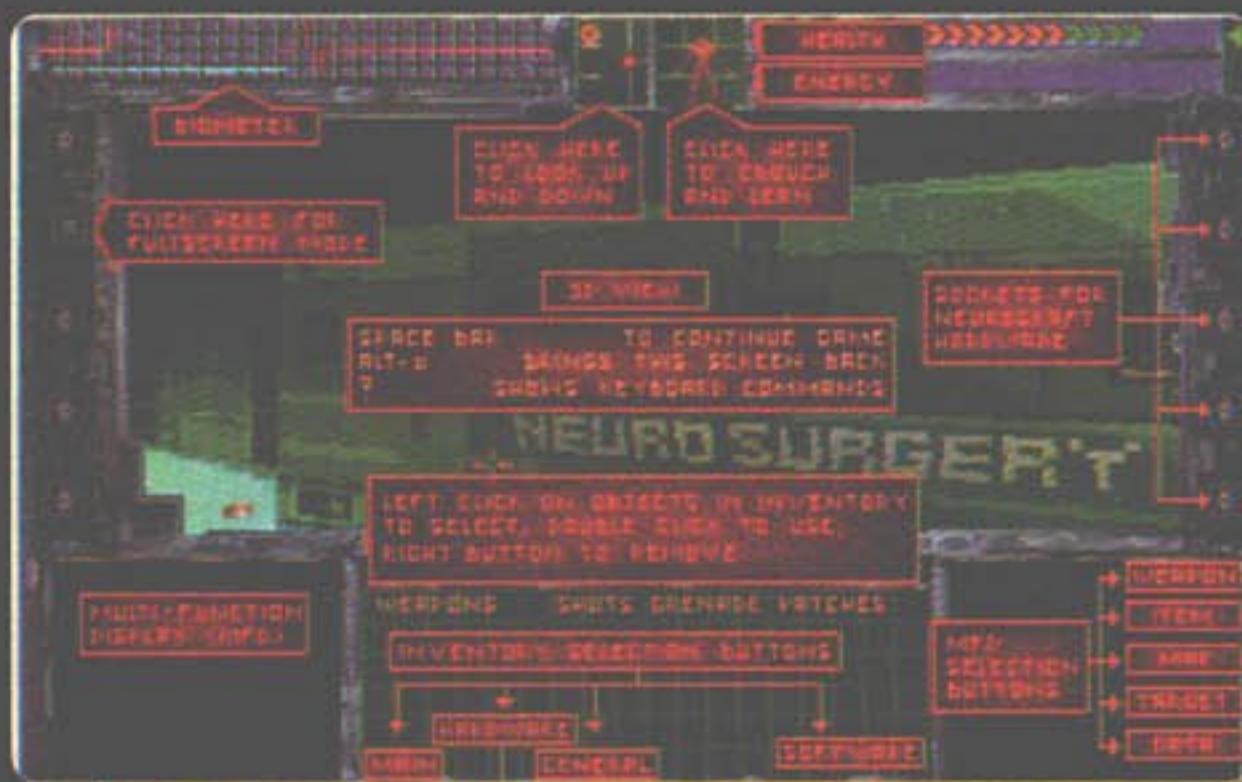 HEALTH
ENERGY
BIOMETER
CLICK HERE
TO LOOK UP
AND DOWN
CLICK HERE
TO CROUCH
AND LEAN
CLICK HERE FOR
FULLSCREEN MODE
3D VIEW
SOCKETS FOR
NEUROSCRAFT
HARDWARE
SPACE BAR TO CONTINUE GAME
ALT-O BRINGS THIS SCREEN BACK
? SHOWS KEYBOARD COMMANDS
NEURO SURGERY
LEFT CLICK ON OBJECTS IN INVENTORY
TO SELECT, DOUBLE CLICK TO USE,
RIGHT BUTTON TO REMOVE
MULTI-FUNCTION
DISPLAY (MFD)
WEAPONS SHOTS GRENADE PATCHES
INVENTORY SELECTION BUTTONS
HARDWARE
MAIN GENERAL SOFTWARE
MFD
SELECTION
BUTTONS
WEAPON
ITEM
MAP
TARGET
DATA